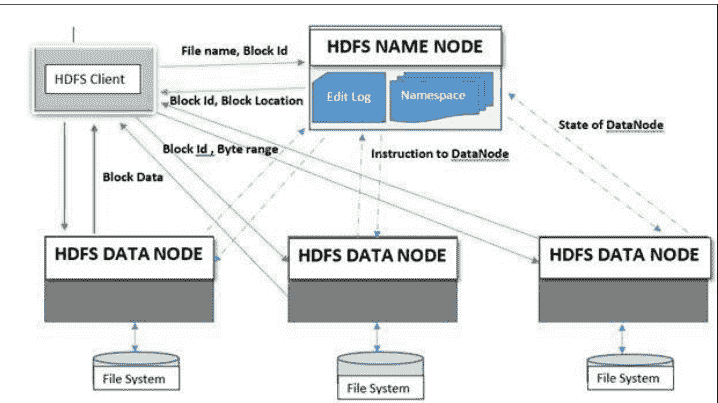 HDFS NAME NODE
File name, Block Id
HDFS Client
Edit Log
Namespace
Block Id, Block Location
State of DataNode
Block Id , Byte range
Instruction to DataNode
Block Data
HDFS DATA NODE
HDFS DATA NODE
HDFS DATA NODE
File System
File System
File System